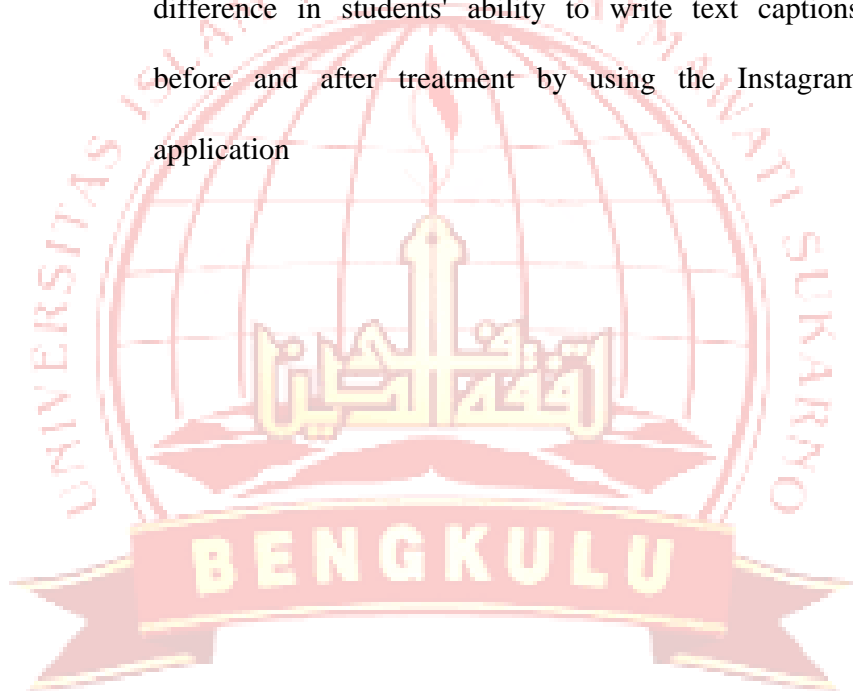 difference in students' ability to write text captions
before and after treatment by using the Instagram
application
UNIVERSITAS ISLAM
SUKARNO
BENGKULU